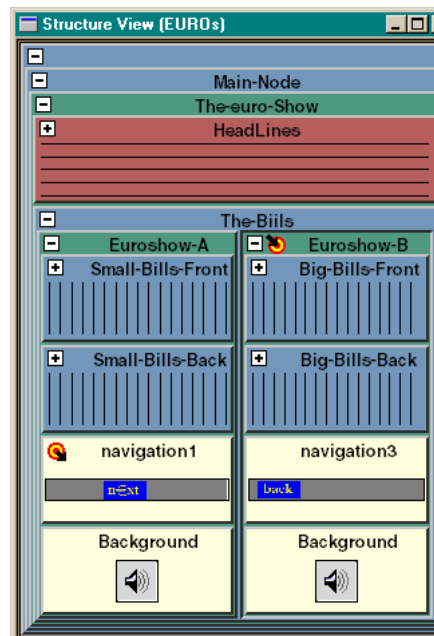 Structure View (EUROs)
Main-Node
The-euro-Show
HeadLines
The-Biils
Euroshow-A
Euroshow-B
Small-Bills-Front
Big-Bills-Front
Small-Bills-Back
Big-Bills-Back
navigation1
navigation3
n€xt
back
Background
Background